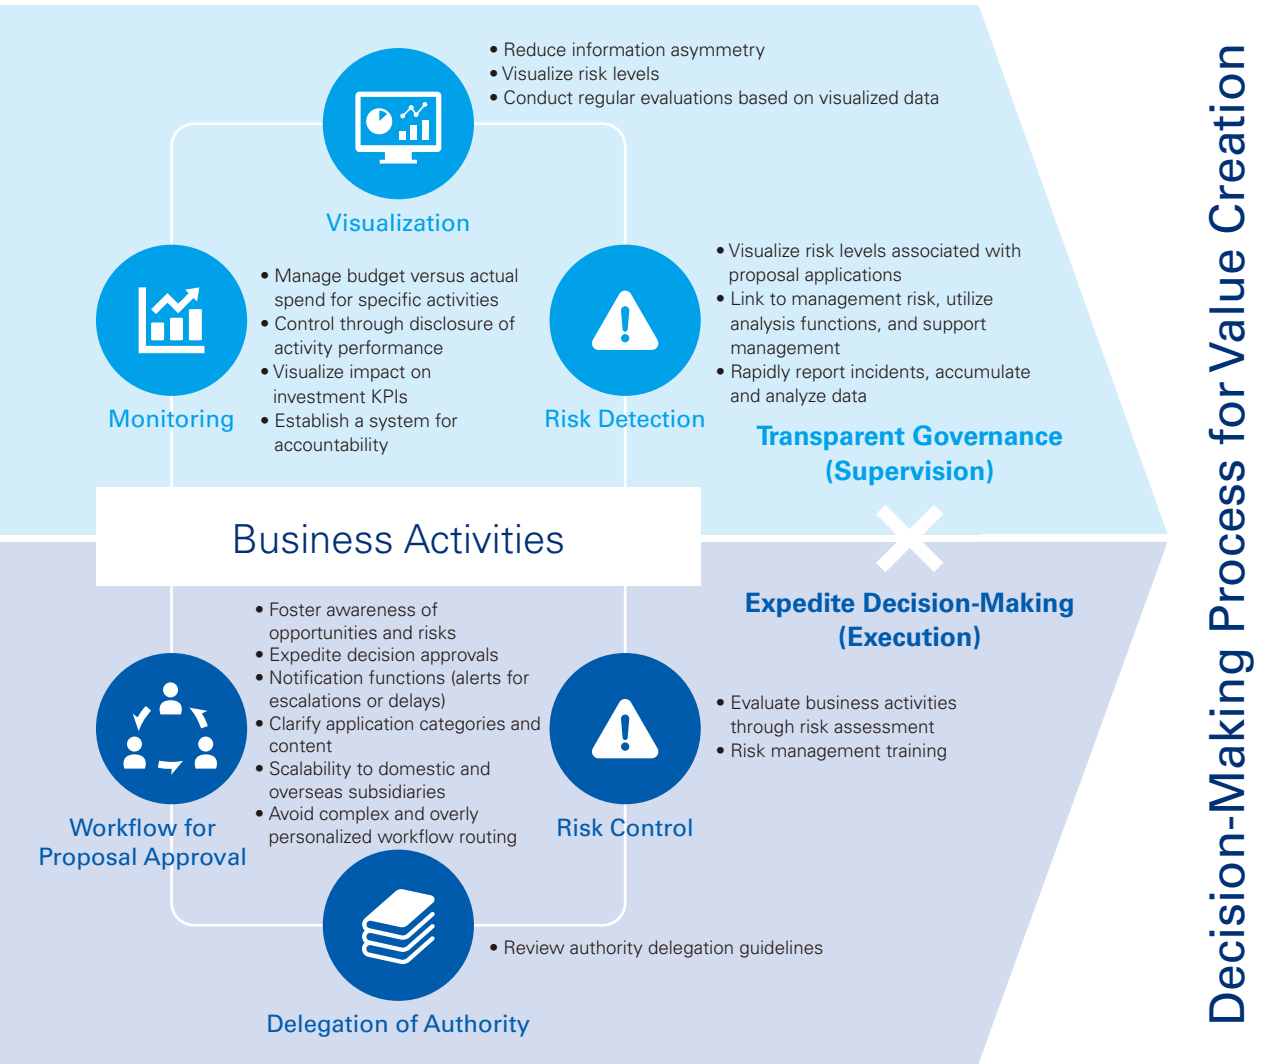 • Reduce information asymmetry
• Visualize risk levels
• Conduct regular evaluations based on visualized data
Visualization
• Manage budget versus actual
spend for specific activities
• Control through disclosure of
activity performance
• Visualize impact on
investment KPIs
• Establish a system for
accountability
Monitoring
• Visualize risk levels associated with
proposal applications
• Link to management risk, utilize
analysis functions, and support
management
• Rapidly report incidents, accumulate
and analyze data
Risk Detection
Transparent Governance
(Supervision)
Business Activities
Expedite Decision-Making
(Execution)
• Foster awareness of
opportunities and risks
• Expedite decision approvals
• Notification functions (alerts for
escalations or delays)
• Clarify application categories and
content
• Scalability to domestic and
overseas subsidiaries
• Avoid complex and overly
personalized workflow routing
Workflow for
Proposal Approval
• Evaluate business activities
through risk assessment
• Risk management training
Risk Control
• Review authority delegation guidelines
Delegation of Authority
Decision-Making Process for Value Creation